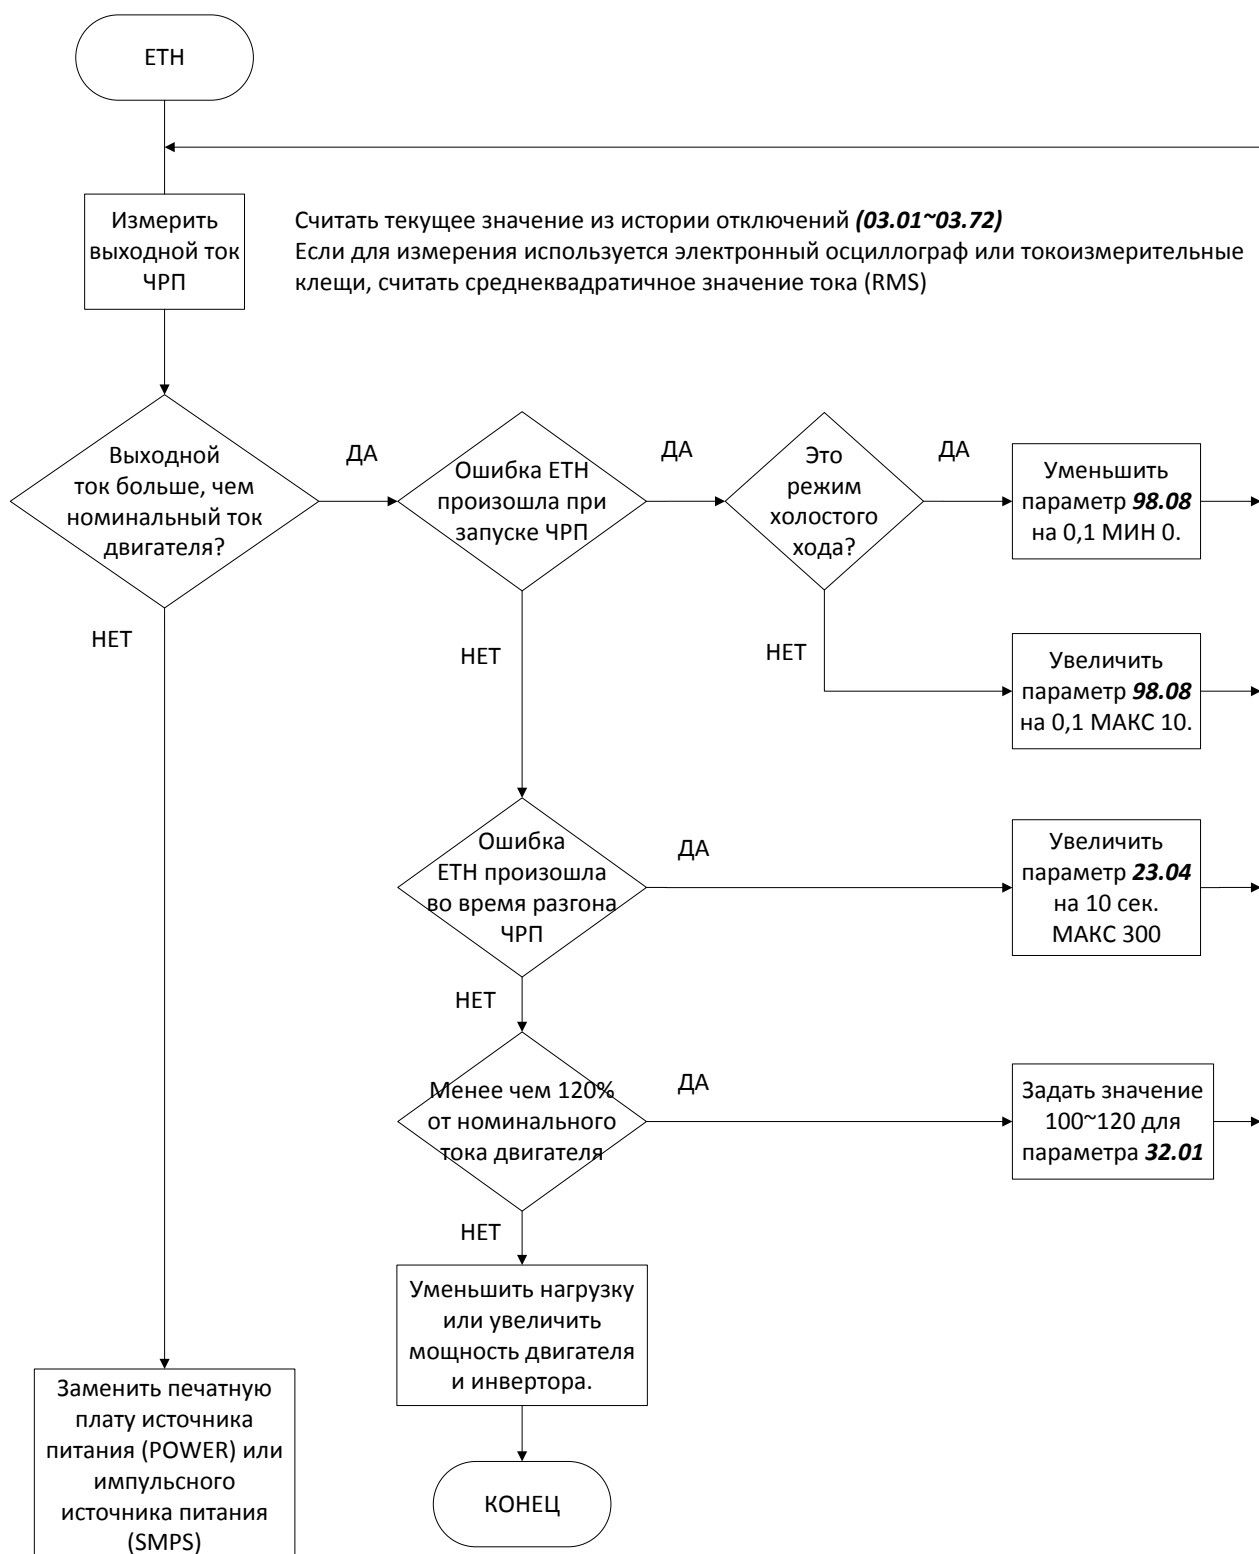 ETH
Измерить
выходной ток
ЧРП
Считать текущее значение из истории отключений (03.01~03.72)
Если для измерения используется электронный осциллограф или токоизмерительные
клещи, считать среднеквадратичное значение тока (RMS)
Выходной
ток больше, чем
номинальный ток
двигателя?
ДА
Ошибка ETH
произошла при
запуске ЧРП
ДА
Это
режим
холостого
хода?
ДА
Уменьшить
параметр 98.08
на 0,1 МИН 0.
НЕТ
НЕТ
НЕТ
Увеличить
параметр 98.08
на 0,1 МАКС 10.
Ошибка
ETH произошла
во время разгона
ЧРП
ДА
Увеличить
параметр 23.04
на 10 сек.
МАКС 300
НЕТ
Менее чем 120%
от номинального
тока двигателя
ДА
Задать значение
100~120 для
параметра 32.01
НЕТ
Уменьшить нагрузку
или увеличить
мощность двигателя
и инвертора.
Заменить печатную
плату источника
питания (POWER) или
импульсного
источника питания
(SMPS)
КОНЕЦ